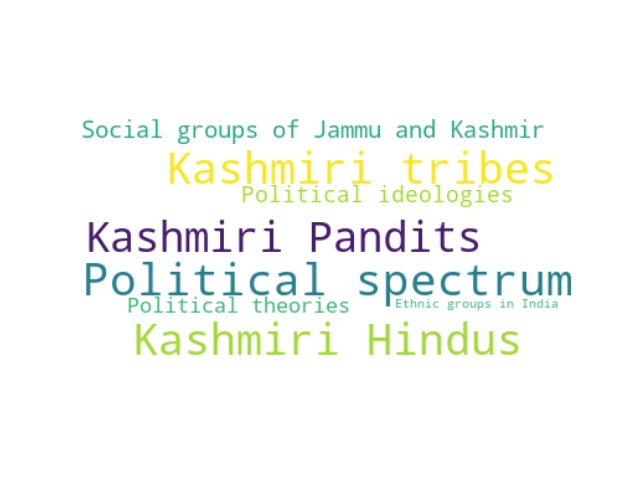 Social groups of Jammu and Kashmir
Kashmiri tribes
Political ideologies
Kashmiri Pandits
Political spectrum
Political theories
Ethnic groups in India
Kashmiri Hindus